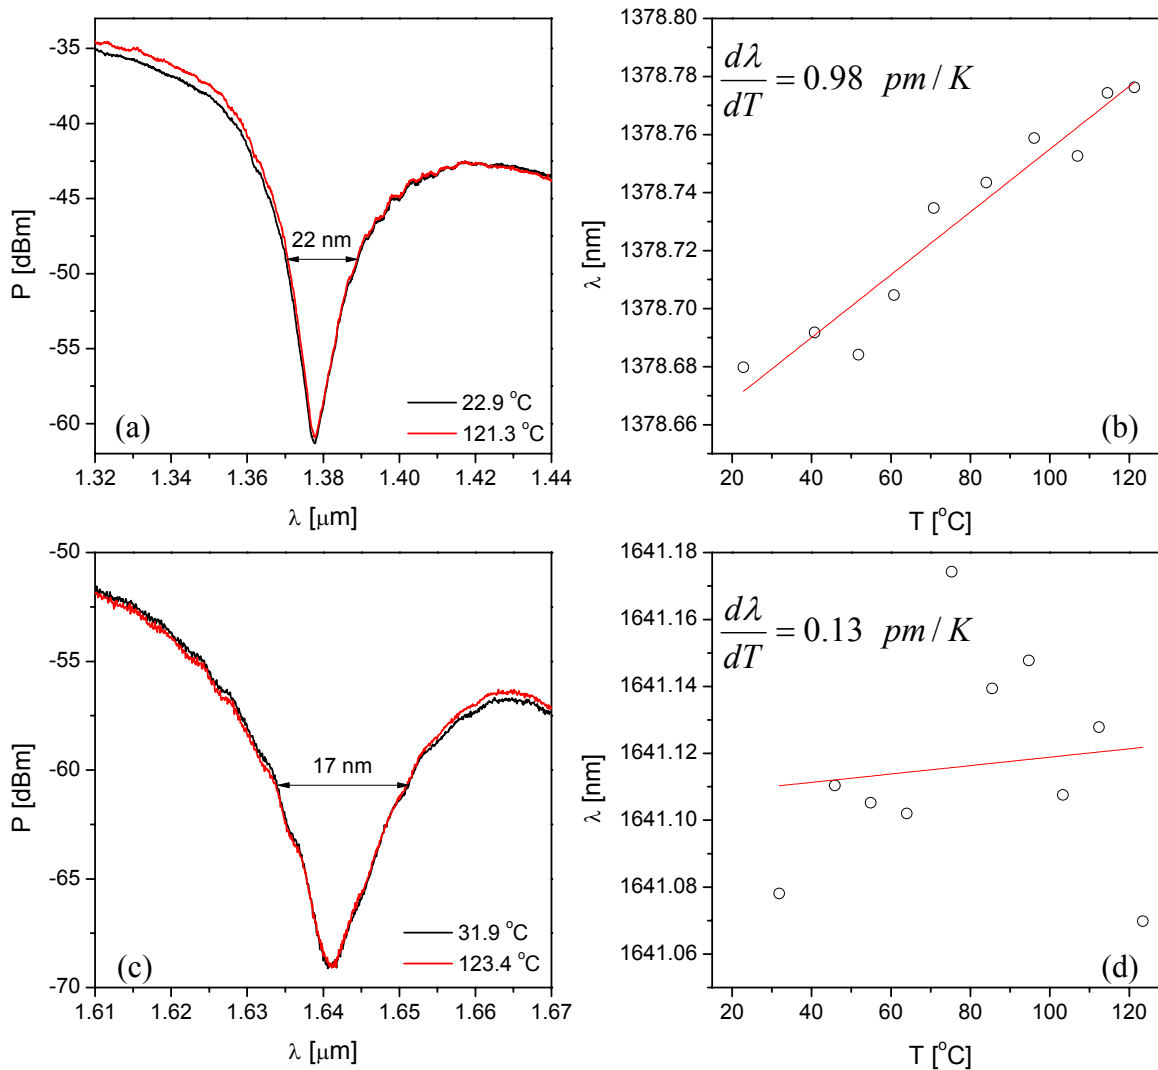 -35
-40
-45
-50
-55
-60
P [dBm]
22 nm
22.9 °C
121.3 °C
(a)
1.32 1.34 1.36 1.38 1.40 1.42 1.44
λ [μm]
1378.80
1378.78
1378.76
1378.74
1378.72
1378.70
1378.68
1378.66
λ [nm]
dλ/dT = 0.98 pm/K
(b)
20 40 60 80 100 120
T [°C]
-50
-55
-60
-65
-70
P [dBm]
17 nm
31.9 °C
123.4 °C
(c)
1.61 1.62 1.63 1.64 1.65 1.66 1.67
λ [μm]
1641.18
1641.16
1641.14
1641.12
1641.10
1641.08
1641.06
λ [nm]
dλ/dT = 0.13 pm/K
(d)
20 40 60 80 100 120
T [°C]